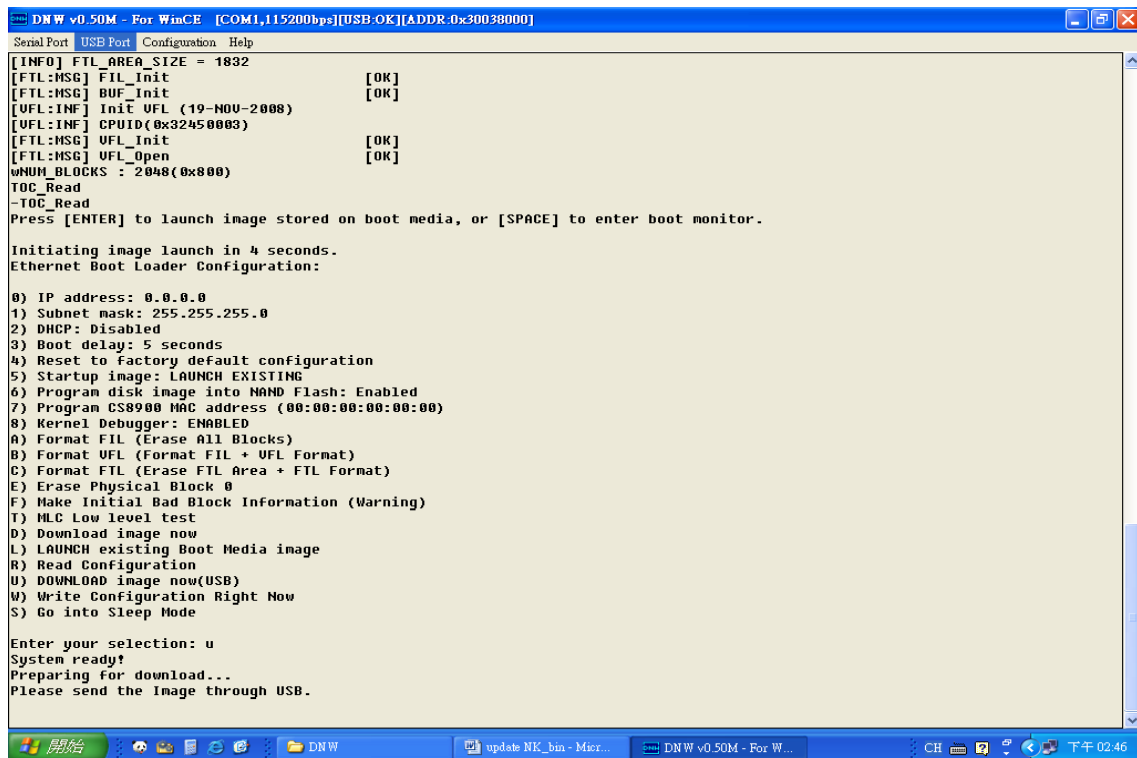 DNW v0.50M - For WinCE [COM1,115200bps][USB:OK][ADDR:0x30038000]
Serial Port USB Port Configuration Help
[INFO] FTL_AREA_SIZE = 1832
[FTL:MSG] FIL_Init [OK]
[FTL:MSG] BUF_Init [OK]
[VFL:INF] Init VFL (19-NOV-2008)
[VFL:INF] CPUID(0x32450003)
[FTL:MSG] VFL_Init [OK]
[FTL:MSG] VFL_Open [OK]
wNUM_BLOCKS : 2048(0x800)
TOC_Read
-TOC_Read
Press [ENTER] to launch image stored on boot media, or [SPACE] to enter boot monitor.
Initiating image launch in 4 seconds.
Ethernet Boot Loader Configuration:
0) IP address: 0.0.0.0
1) Subnet mask: 255.255.255.0
2) DHCP: Disabled
3) Boot delay: 5 seconds
4) Reset to factory default configuration
5) Startup image: LAUNCH EXISTING
6) Program disk image into NAND Flash: Enabled
7) Program CS8900 MAC address (00:00:00:00:00:00)
8) Kernel Debugger: ENABLED
A) Format FIL (Erase All Blocks)
B) Format VFL (Format FIL + VFL Format)
C) Format FTL (Erase FTL Area + FTL Format)
E) Erase Physical Block 0
F) Make Initial Bad Block Information (Warning)
T) MLC Low level test
D) Download image now
L) LAUNCH existing Boot Media image
R) Read Configuration
U) DOWNLOAD image now(USB)
W) Write Configuration Right Now
S) Go into Sleep Mode
Enter your selection: u
System ready!
Preparing for download...
Please send the Image through USB.
開始 DNW update NK_bin - Micr... DNW v0.50M - For W... CH 下午 02:46